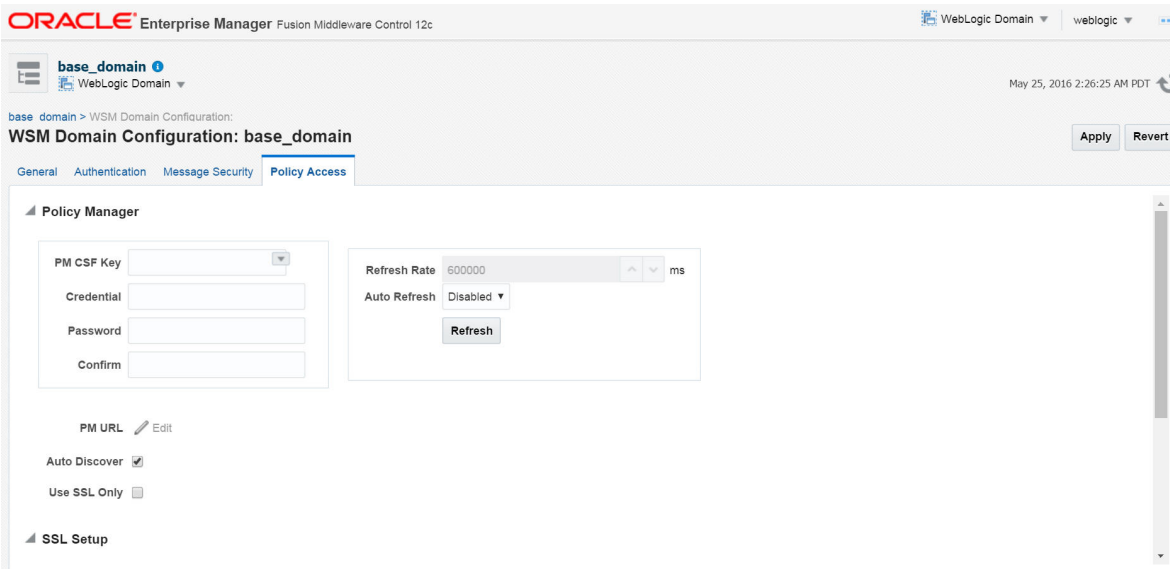 ORACLE Enterprise Manager Fusion Middleware Control 12c
WebLogic Domain
weblogic
base_domain
WebLogic Domain
May 25, 2016 2:26:25 AM PDT
base_domain > WSM Domain Configuration:
WSM Domain Configuration: base_domain
Apply
Revert
General
Authentication
Message Security
Policy Access
Policy Manager
PM CSF Key
Credential
Password
Confirm
Refresh Rate 600000 ms
Auto Refresh Disabled
Refresh
PM URL Edit
Auto Discover
Use SSL Only
SSL Setup